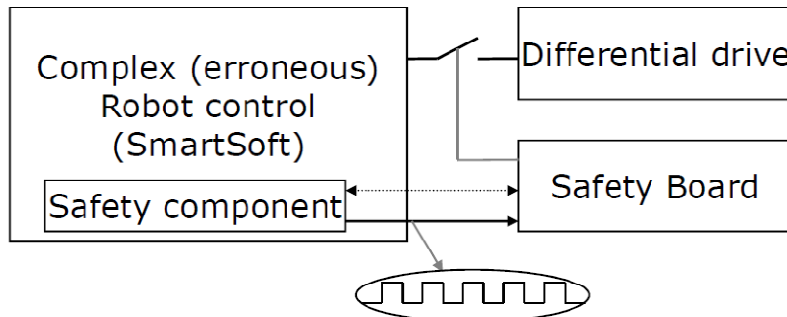 Complex (erroneous)
Robot control
(SmartSoft)
Safety component
Differential drive
Safety Board